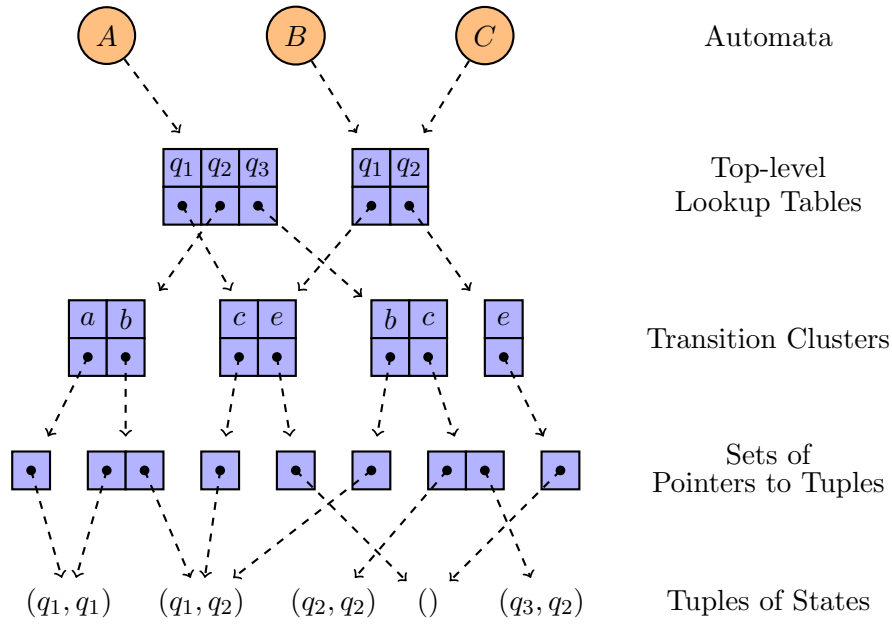 A B C Automata
q₁ q₂ q₃ q₁ q₂ Top-level
Lookup Tables
a b c e b c e Transition Clusters
Sets of
Pointers to Tuples
(q₁, q₁) (q₁, q₂) (q₂, q₂) () (q₃, q₂) Tuples of States